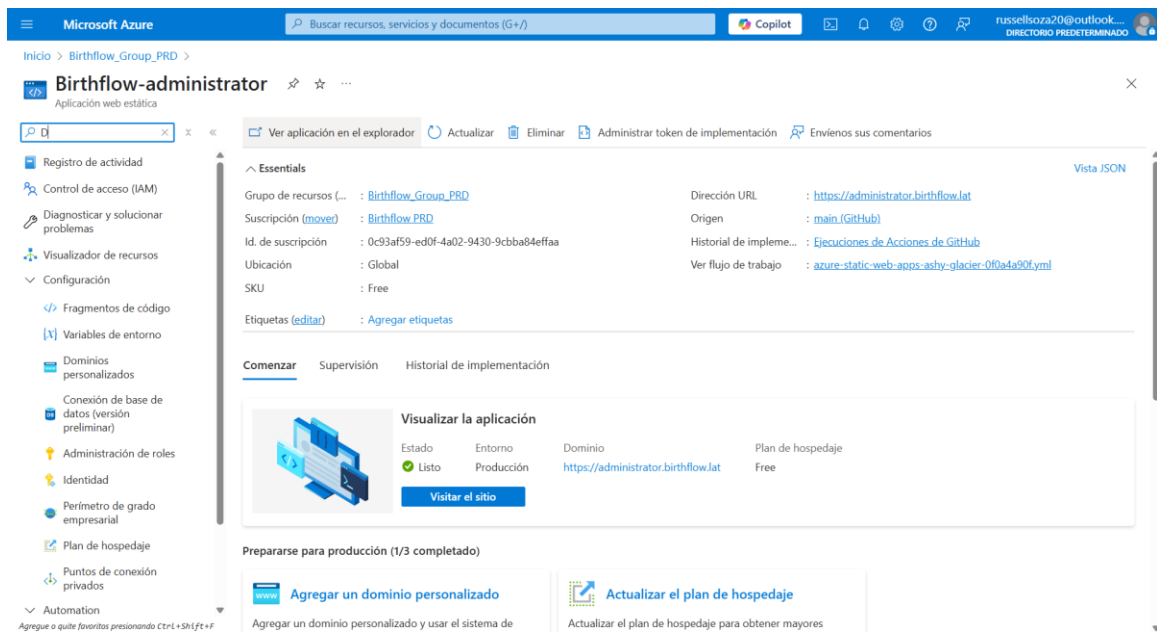 Microsoft Azure
Buscar recursos, servicios y documentos (G+/)
Copilot
russellsoza20@outlook....
DIRECTORIO PREDETERMINADO
Inicio > Birthflow_Group_PRD >
Birthflow-administrator
Aplicación web estática
D
Ver aplicación en el explorador
Actualizar
Eliminar
Administrar token de implementación
Envíenos sus comentarios
Registro de actividad
Control de acceso (IAM)
Diagnosticar y solucionar
problemas
Visualizador de recursos
Configuración
Fragmentos de código
Variables de entorno
Dominios
personalizados
Conexión de base de
datos (versión
preliminar)
Administración de roles
Identidad
Perímetro de grado
empresarial
Plan de hospedaje
Puntos de conexión
privados
Automation
Agregue o quite favoritos presionando Ctrl+Shift+F
Essentials
Vista JSON
Grupo de recursos (... : Birthflow_Group_PRD
Suscripción (mover) : Birthflow PRD
Id. de suscripción : 0c93af59-ed0f-4a02-9430-9cbba84effaa
Ubicación : Global
SKU : Free
Etiquetas (editar) : Agregar etiquetas
Dirección URL : https://administrator.birthflow.lat
Origen : main (GitHub)
Historial de impleme... : Ejecuciones de Acciones de GitHub
Ver flujo de trabajo : azure-static-web-apps-ashy-glacier-0f0a4a90f.yml
Comenzar
Supervisión
Historial de implementación
Visualizar la aplicación
Estado Entorno Dominio Plan de hospedaje
Listo Producción https://administrator.birthflow.lat Free
Visitar el sitio
Prepararse para producción (1/3 completado)
www
Agregar un dominio personalizado
Agregar un dominio personalizado y usar el sistema de
Actualizar el plan de hospedaje
Actualizar el plan de hospedaje para obtener mayores